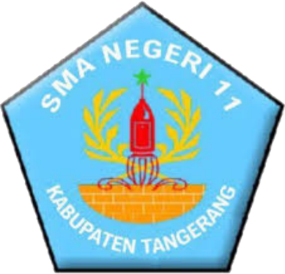 SMA NEGERI 11
KABUPATEN TANGERANG